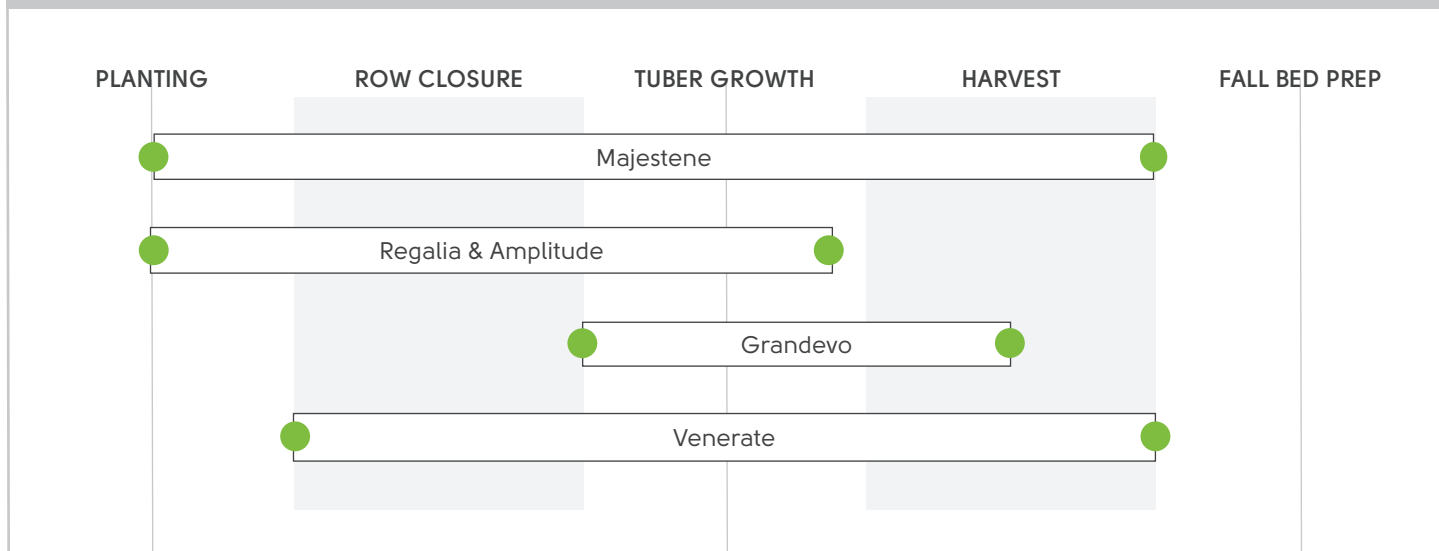 PLANTING
ROW CLOSURE
TUBER GROWTH
HARVEST
FALL BED PREP
Majestene
Regalia & Amplitude
Grandevo
Venerate